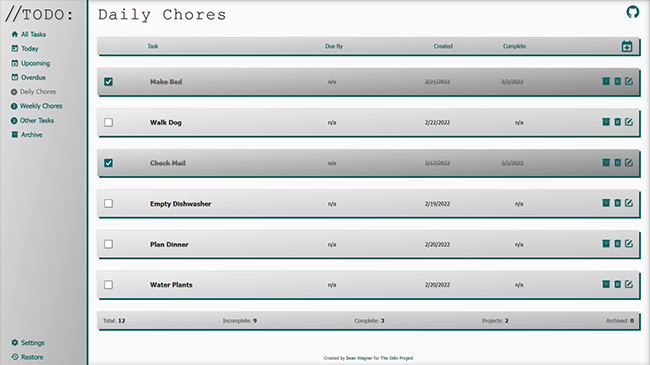 //TODO:
All Tasks
Today
Upcoming
Overdue
Daily Chores
Weekly Chores
Other Tasks
Archive
Settings
Restore
Daily Chores
Task Due By Created Complete
Make Bed n/a 2/21/2022 3/2/2022
Walk Dog n/a 2/22/2022 n/a
Check Mail n/a 2/17/2022 3/2/2022
Empty Dishwasher n/a 2/19/2022 n/a
Plan Dinner n/a 2/20/2022 n/a
Water Plants n/a 2/20/2022 n/a
Total: 12 Incomplete: 9 Complete: 3 Projects: 2 Archived: 0
Created by Dean Wagner for The Odin Project